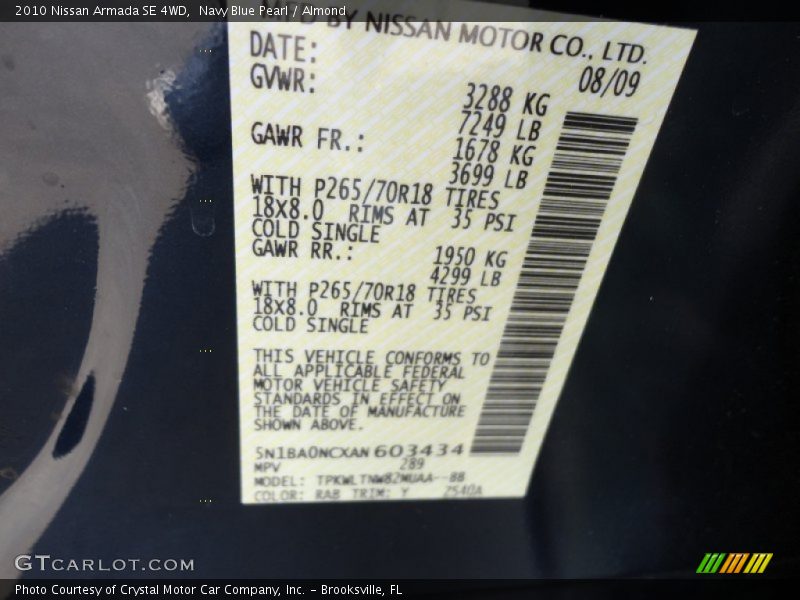 2010 Nissan Armada SE 4WD, Navy Blue Pearl / Almond
MFD BY NISSAN MOTOR CO., LTD.
DATE: 08/09
GVWR: 3288 KG
7249 LB
GAWR FR.: 1678 KG
3699 LB
WITH P265/70R18 TIRES
18X8.0 RIMS AT 35 PSI
COLD SINGLE
GAWR RR.: 1950 KG
4299 LB
WITH P265/70R18 TIRES
18X8.0 RIMS AT 35 PSI
COLD SINGLE
THIS VEHICLE CONFORMS TO
ALL APPLICABLE FEDERAL
MOTOR VEHICLE SAFETY
STANDARDS IN EFFECT ON
THE DATE OF MANUFACTURE
SHOWN ABOVE.
5N1BA0NCXAN603434
MPV 289
MODEL: TPKWLTNW82MUAA--BB
COLOR: RAB TRIM: Y Z540A
GTCARLOT.COM
Photo Courtesy of Crystal Motor Car Company, Inc. - Brooksville, FL